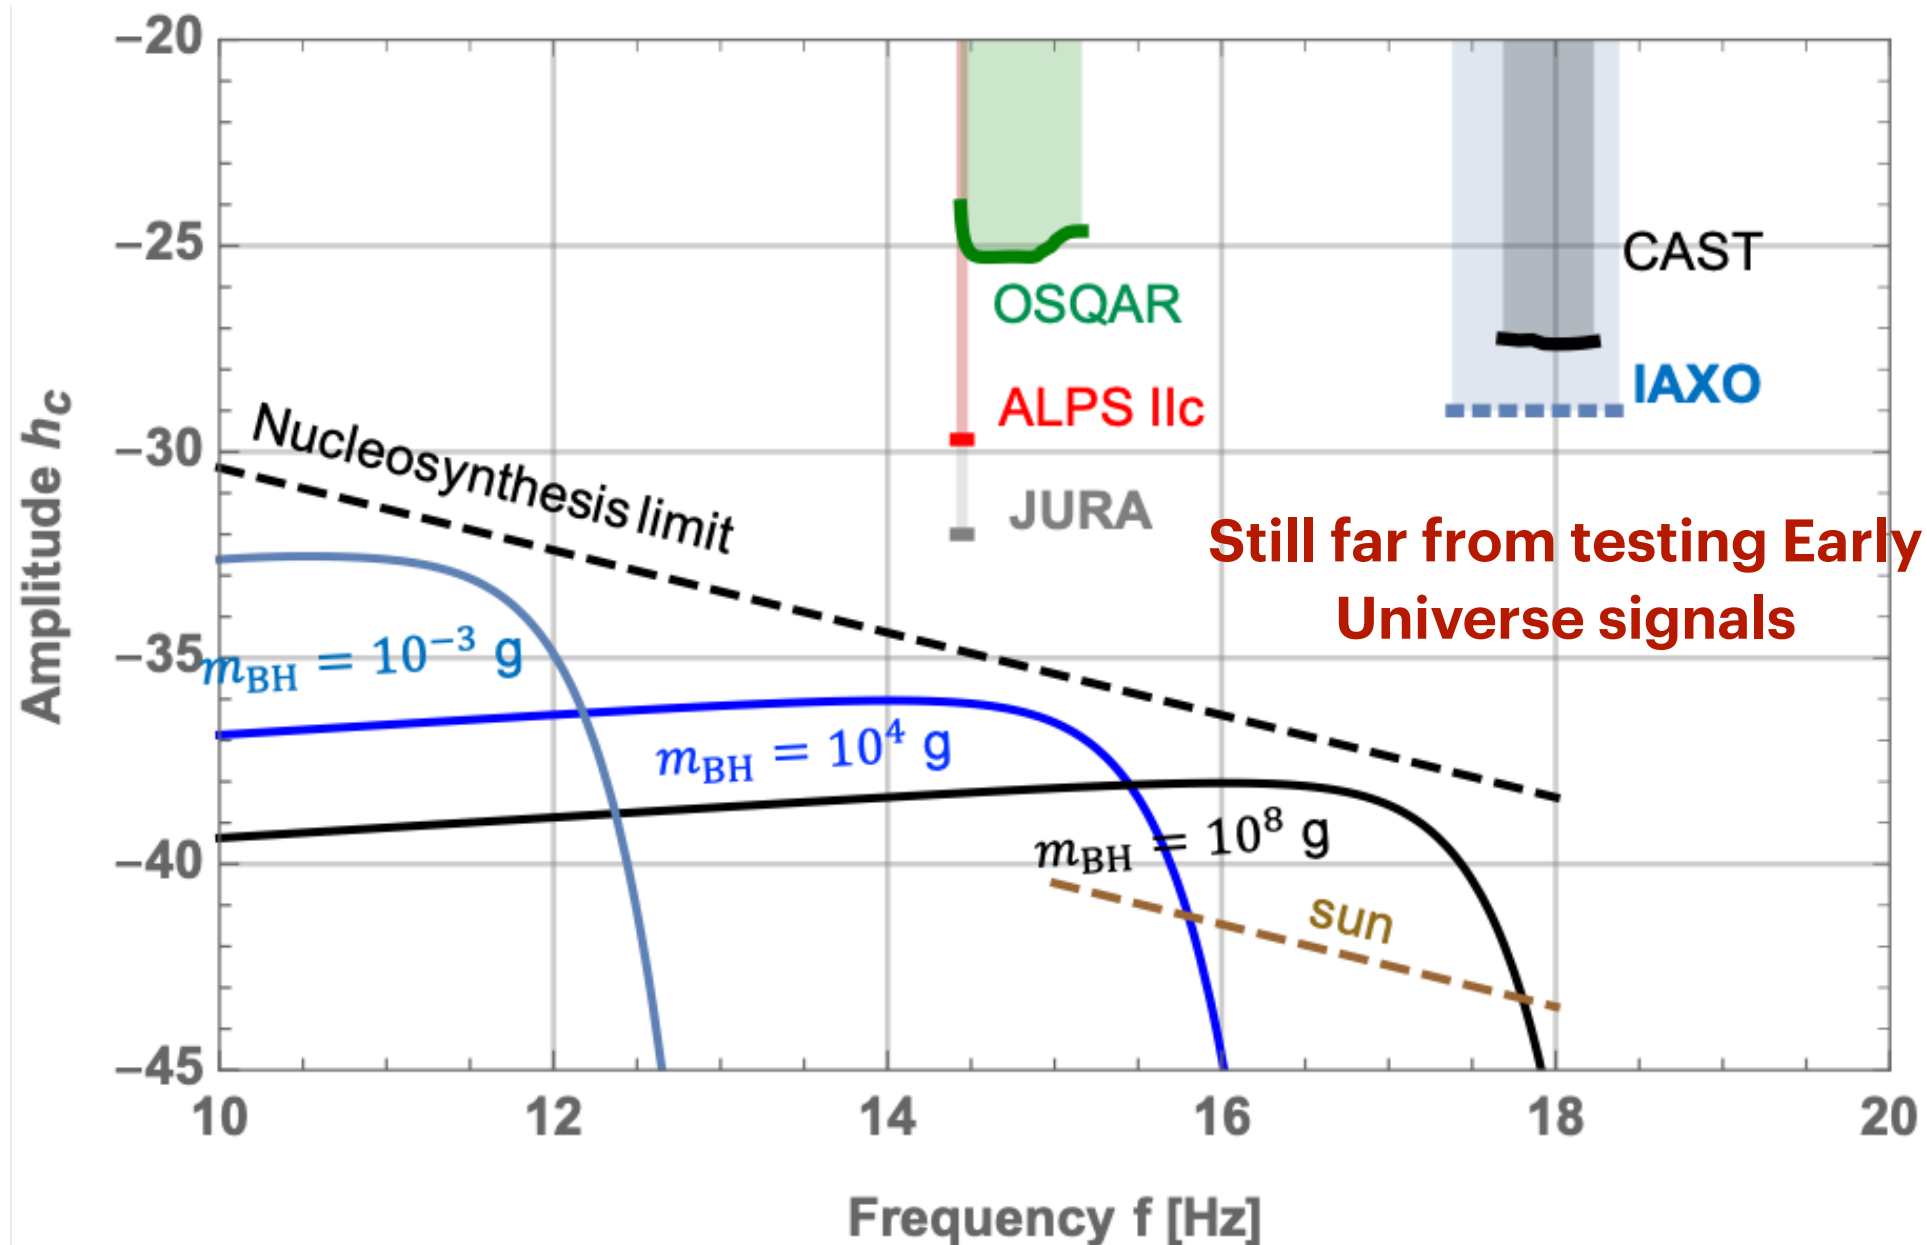 Amplitude h_c
−20
−25
−30
−35
−40
−45
OSQAR
ALPS IIc
JURA
CAST
IAXO
Nucleosynthesis limit
Still far from testing Early
Universe signals
m_BH = 10^−3 g
m_BH = 10^4 g
m_BH = 10^8 g
sun
10
12
14
16
18
20
Frequency f [Hz]